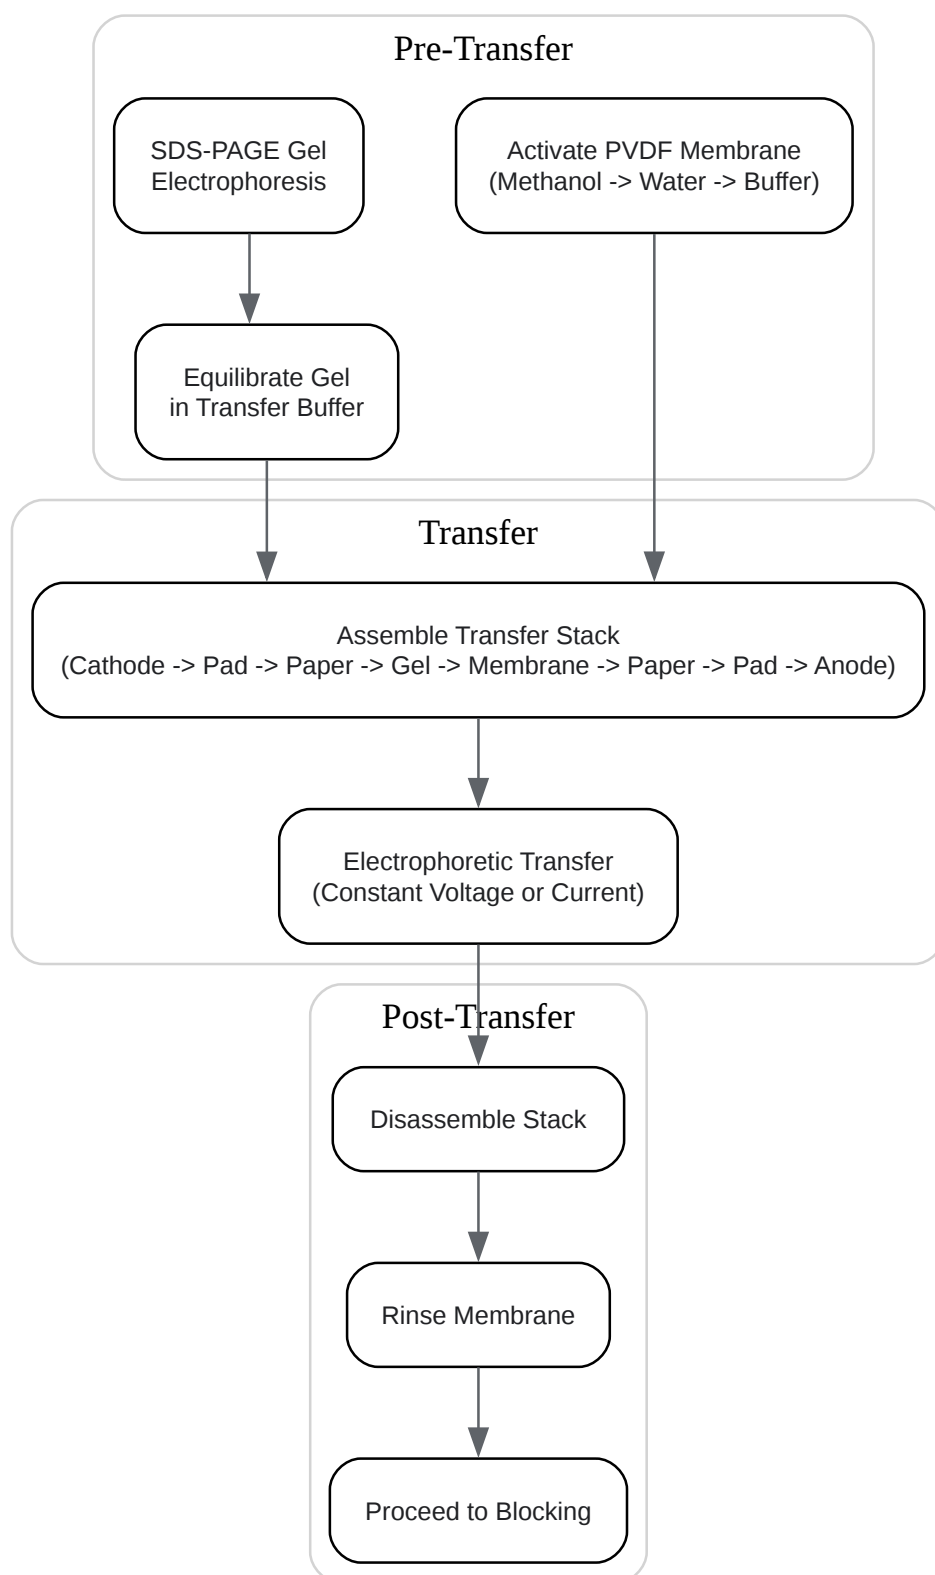 Pre-Transfer
SDS-PAGE Gel
Electrophoresis
Activate PVDF Membrane
(Methanol -> Water -> Buffer)
Equilibrate Gel
in Transfer Buffer
Transfer
Assemble Transfer Stack
(Cathode -> Pad -> Paper -> Gel -> Membrane -> Paper -> Pad -> Anode)
Electrophoretic Transfer
(Constant Voltage or Current)
Post-Transfer
Disassemble Stack
Rinse Membrane
Proceed to Blocking